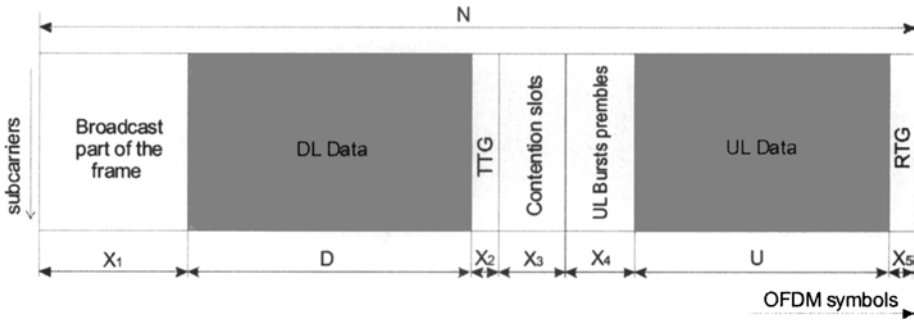 N
subcarriers
Broadcast
part of the
frame
DL Data
TTG
Contention slots
UL Bursts prembles
UL Data
RTG
X1
D
X2
X3
X4
U
X5
OFDM symbols